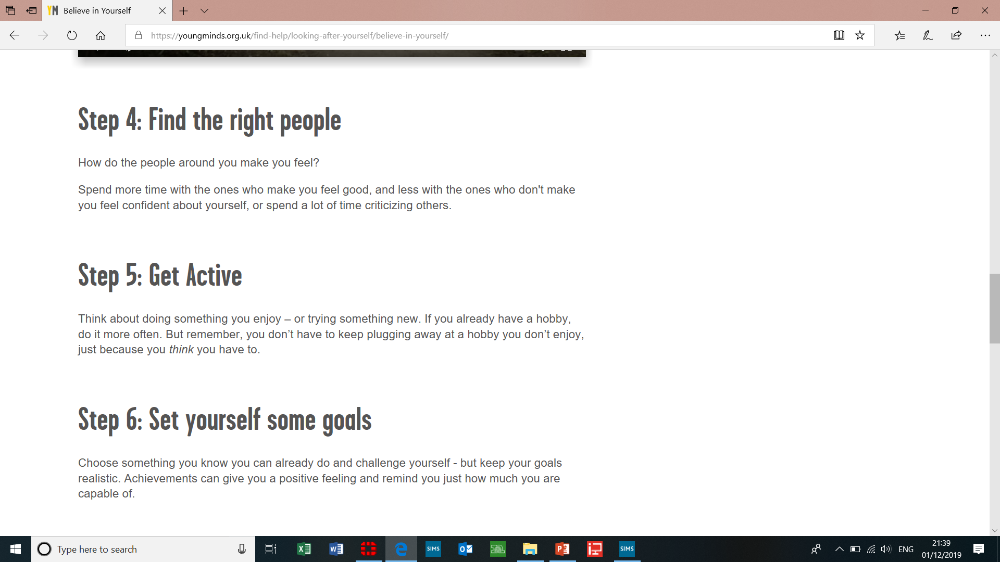 YM Believe in Yourself
https://youngminds.org.uk/find-help/looking-after-yourself/believe-in-yourself/
Step 4: Find the right people
How do the people around you make you feel?
Spend more time with the ones who make you feel good, and less with the ones who don't make
you feel confident about yourself, or spend a lot of time criticizing others.
Step 5: Get Active
Think about doing something you enjoy – or trying something new. If you already have a hobby,
do it more often. But remember, you don’t have to keep plugging away at a hobby you don’t enjoy,
just because you think you have to.
Step 6: Set yourself some goals
Choose something you know you can already do and challenge yourself - but keep your goals
realistic. Achievements can give you a positive feeling and remind you just how much you are
capable of.
Type here to search
SIMS
SIMS
ENG
21:39
01/12/2019